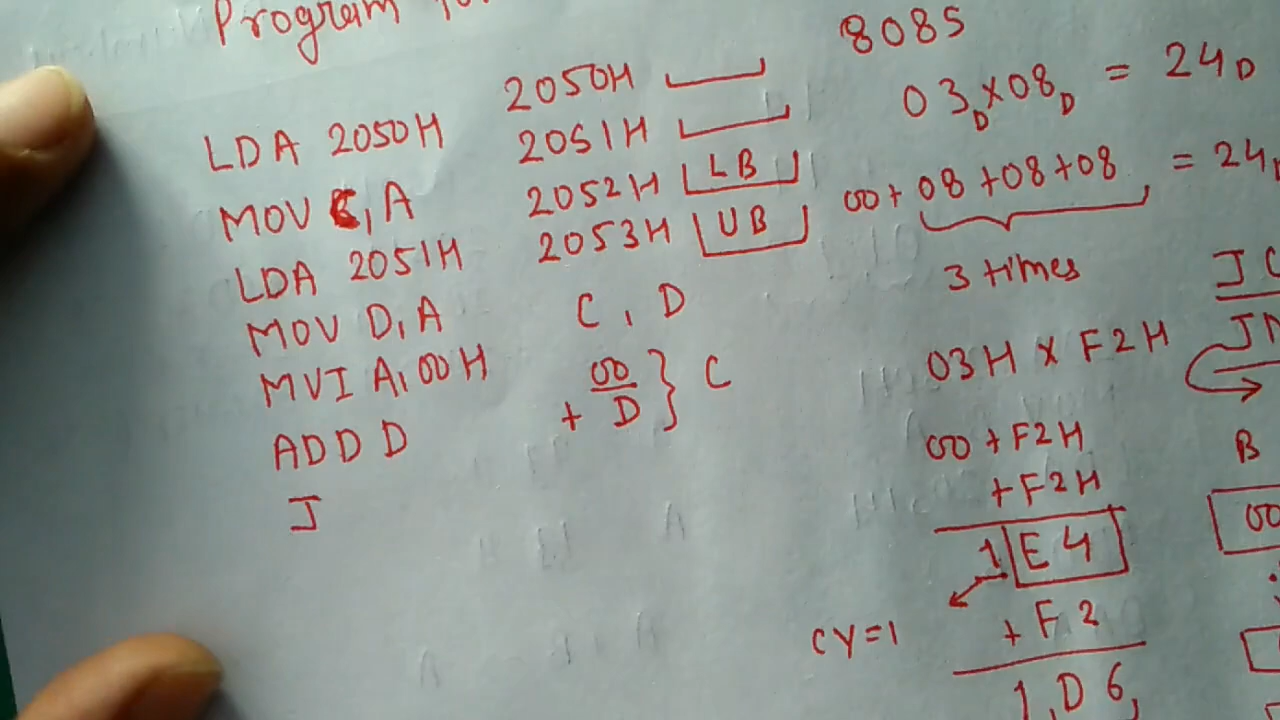 Program
8085
2050H
03D×08D = 24D
LDA 2050H
2051H
MOV C,A
2052H LB
00+08+08+08 = 24D
LDA 2051H
2053H UB
3 times
MOV D,A
C, D
03H × F2H
MVI A,00H
00
+ D } C
ADD D
00+F2H
B
J
+F2H
00
1 E4
CY=1
+F2
1 D6